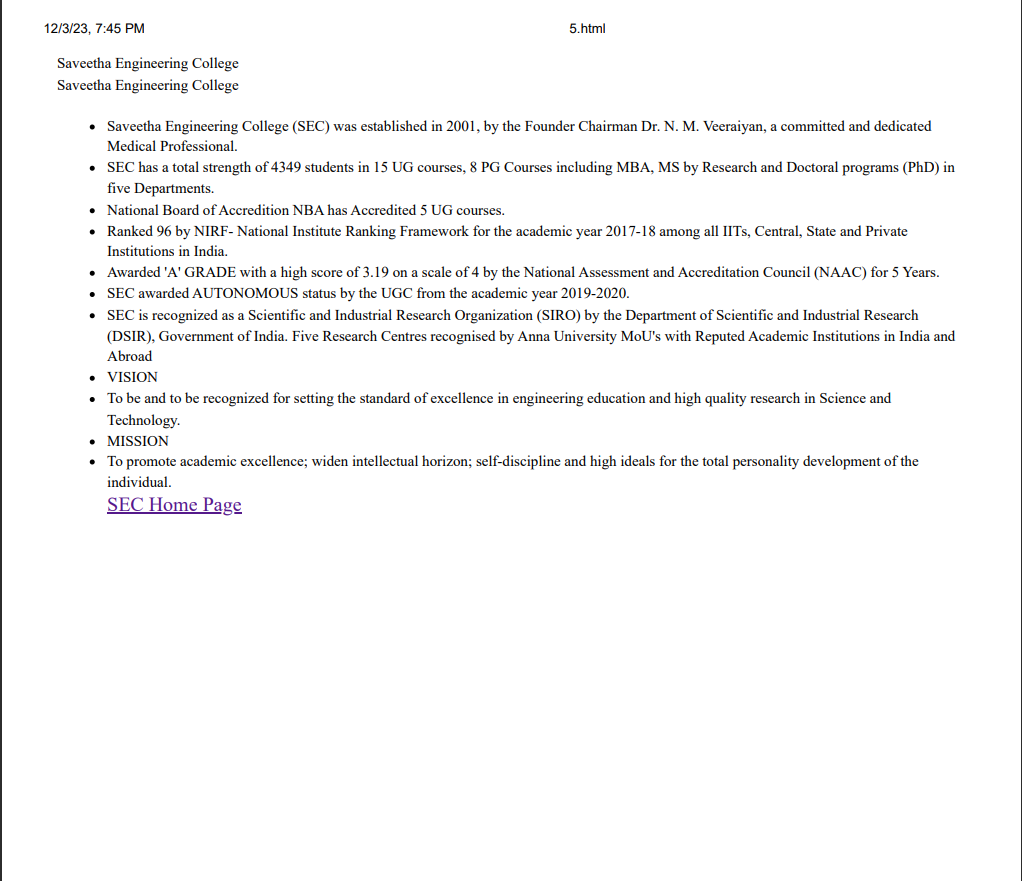 12/3/23, 7:45 PM 5.html
Saveetha Engineering College
Saveetha Engineering College
• Saveetha Engineering College (SEC) was established in 2001, by the Founder Chairman Dr. N. M. Veeraiyan, a committed and dedicated
Medical Professional.
• SEC has a total strength of 4349 students in 15 UG courses, 8 PG Courses including MBA, MS by Research and Doctoral programs (PhD) in
five Departments.
• National Board of Accreditation NBA has Accredited 5 UG courses.
• Ranked 96 by NIRF- National Institute Ranking Framework for the academic year 2017-18 among all IITs, Central, State and Private
Institutions in India.
• Awarded 'A' GRADE with a high score of 3.19 on a scale of 4 by the National Assessment and Accreditation Council (NAAC) for 5 Years.
• SEC awarded AUTONOMOUS status by the UGC from the academic year 2019-2020.
• SEC is recognized as a Scientific and Industrial Research Organization (SIRO) by the Department of Scientific and Industrial Research
(DSIR), Government of India. Five Research Centres recognised by Anna University MoU's with Reputed Academic Institutions in India and
Abroad
• VISION
• To be and to be recognized for setting the standard of excellence in engineering education and high quality research in Science and
Technology.
• MISSION
• To promote academic excellence; widen intellectual horizon; self-discipline and high ideals for the total personality development of the
individual.
SEC Home Page